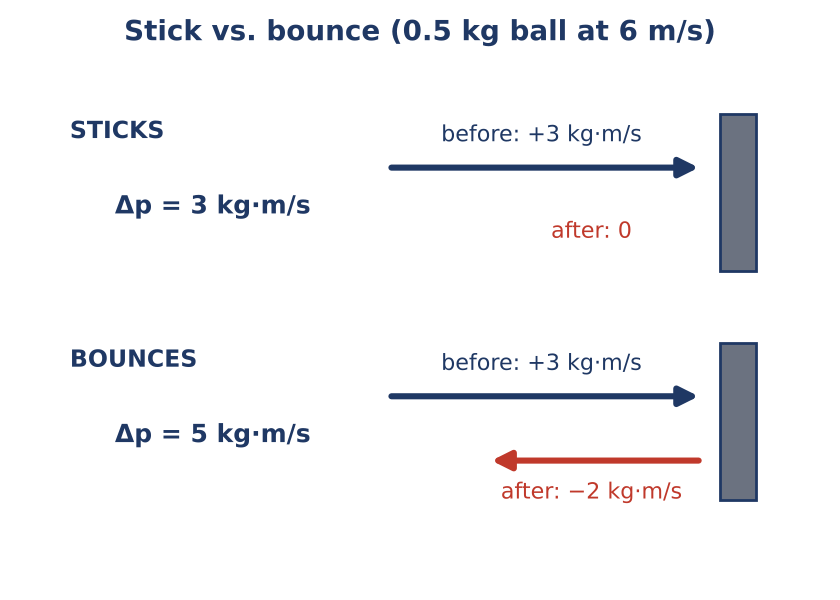 Stick vs. bounce (0.5 kg ball at 6 m/s)
STICKS
before: +3 kg·m/s
Δp = 3 kg·m/s
after: 0
BOUNCES
before: +3 kg·m/s
Δp = 5 kg·m/s
after: −2 kg·m/s